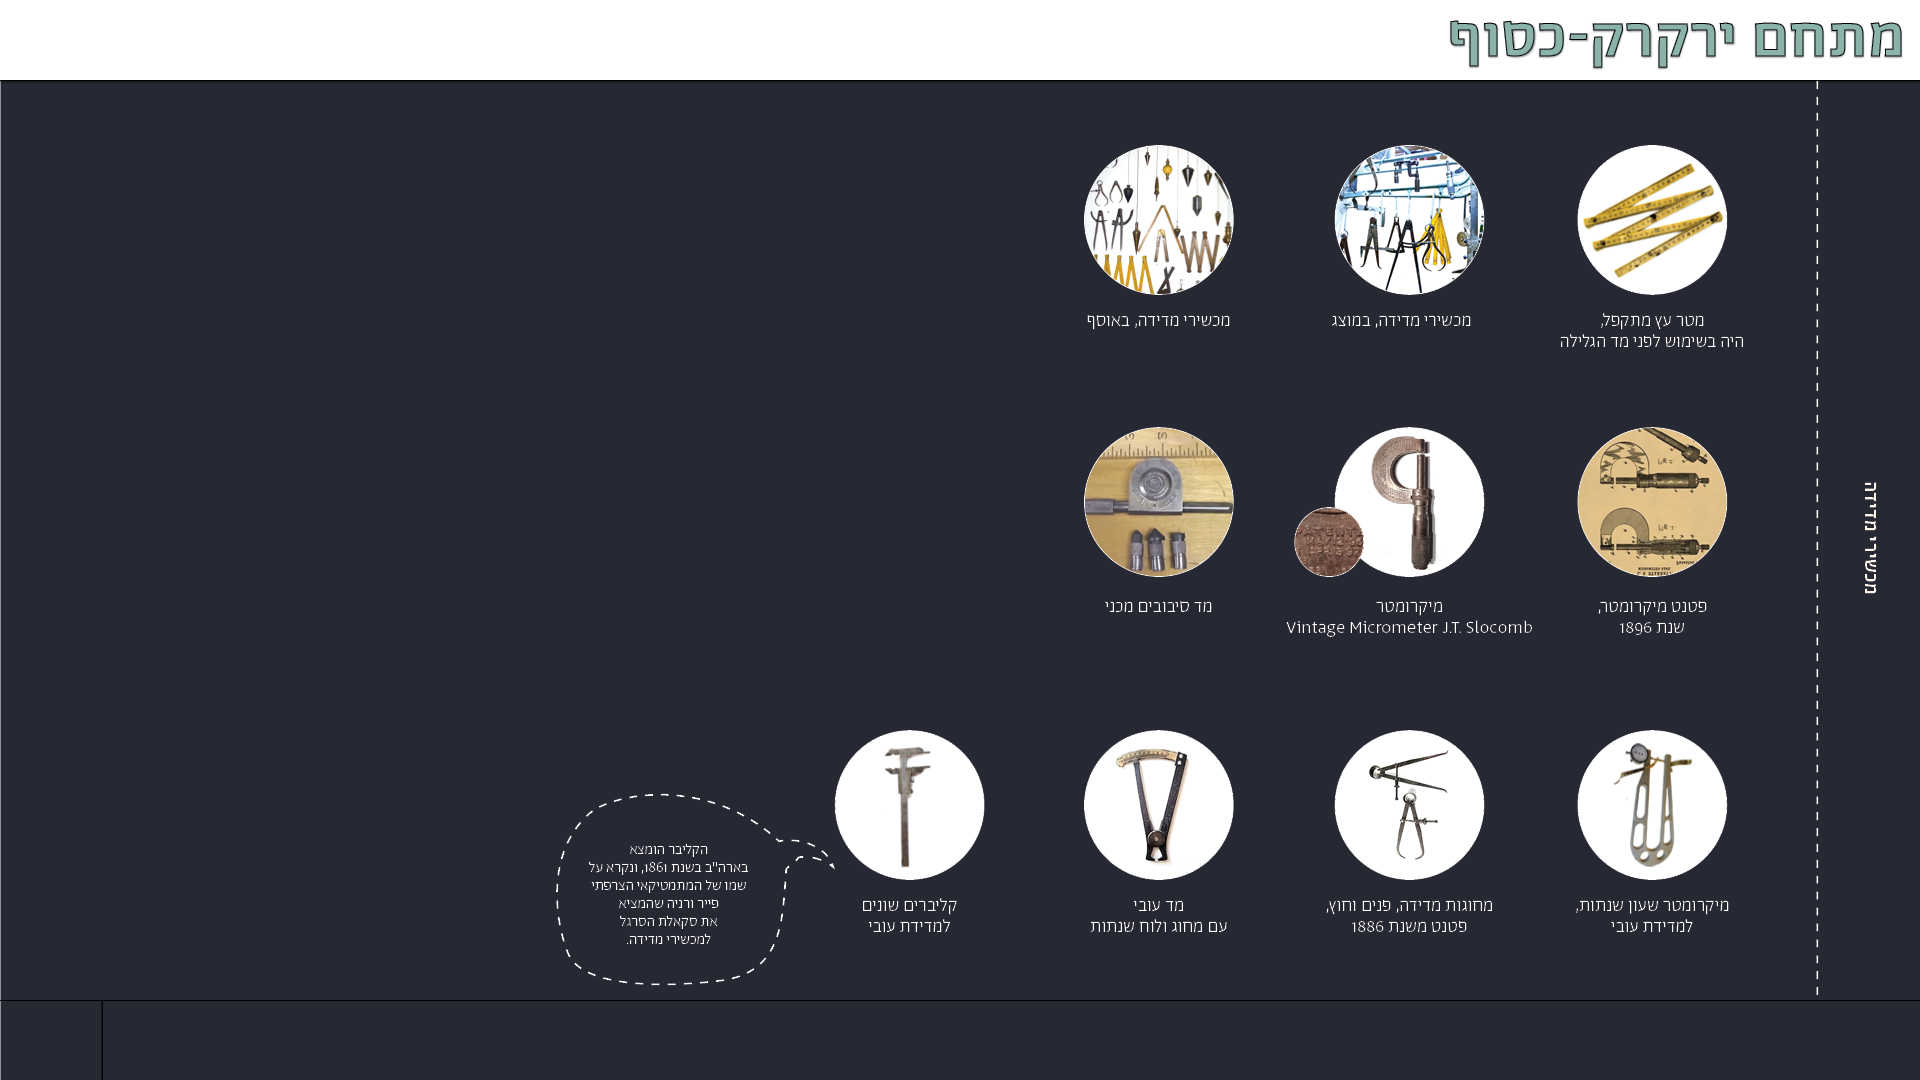 מתחם ירקרק-כסוף
מכשירי מדידה
מטר עץ מתקפל,
היה בשימוש לפני מד הגלילה
מכשירי מדידה, במוצג
מכשירי מדידה, באוסף
פטנט מיקרומטר,
שנת 1896
מיקרומטר
Vintage Micrometer J.T. Slocomb
מד סיבובים מכני
מיקרומטר שעון שנתות,
למדידת עובי
מחוגות מדידה, פנים וחוץ,
פטנט משנת 1886
מד עובי
עם מחוג ולוח שנתות
קליברים שונים
למדידת עובי
הקליבר הומצא
בארה"ב בשנת 1861, ונקרא על
שמו של המתמטיקאי הצרפתי
פייר ורניה שהמציא
את סקאלת הסרגל
למכשירי מדידה.